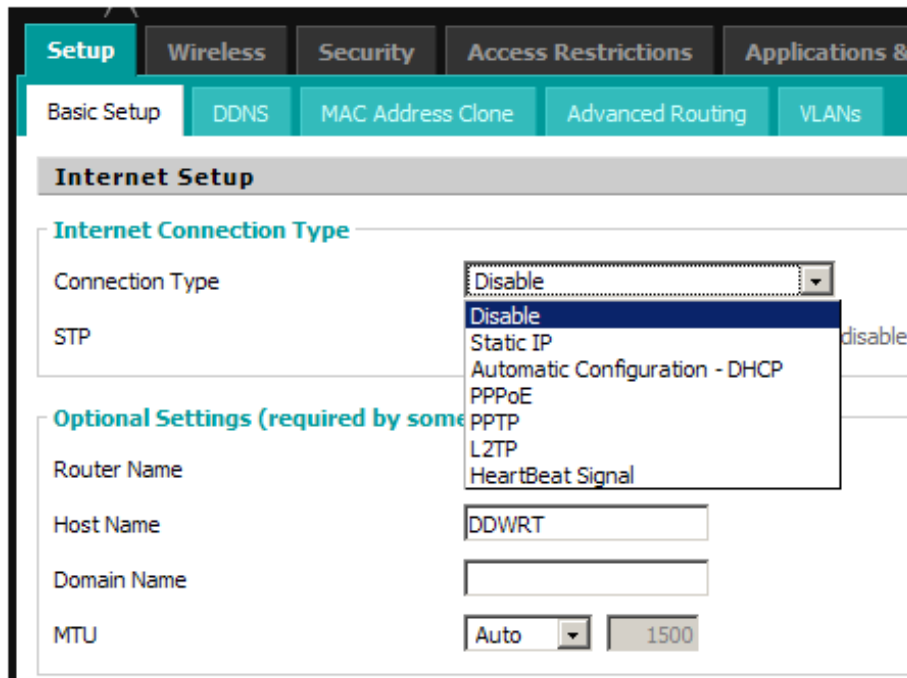 Setup Wireless Security Access Restrictions Applications &
Basic Setup DDNS MAC Address Clone Advanced Routing VLANs
Internet Setup
Internet Connection Type
Connection Type Disable
Disable
STP disable
Static IP
Automatic Configuration - DHCP
PPPoE
Optional Settings (required by some
PPTP
L2TP
Router Name
HeartBeat Signal
Host Name DDWRT
Domain Name
MTU Auto 1500